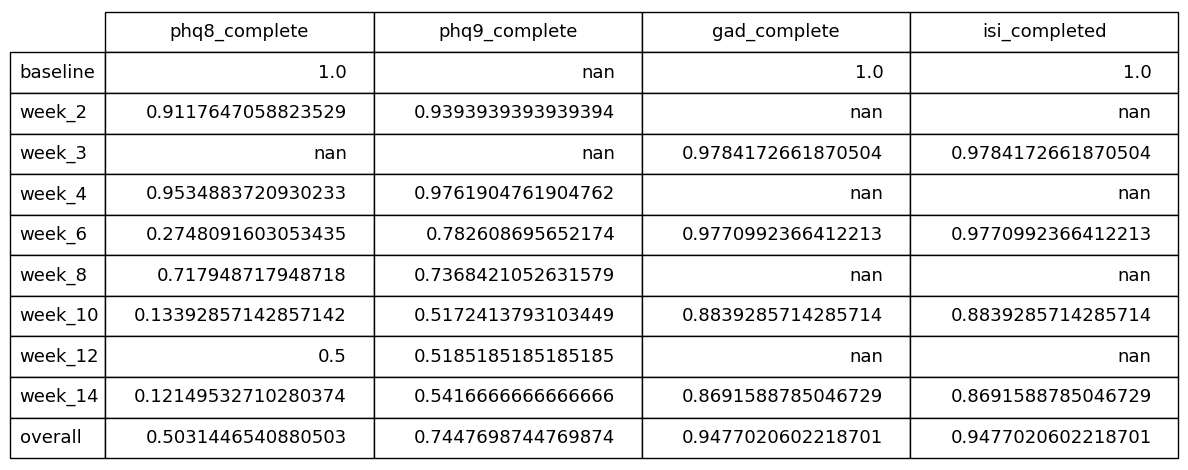 phq8_complete phq9_complete gad_complete isi_completed
baseline 1.0 nan 1.0 1.0
week_2 0.9117647058823529 0.9393939393939394 nan nan
week_3 nan nan 0.9784172661870504 0.9784172661870504
week_4 0.9534883720930233 0.9761904761904762 nan nan
week_6 0.2748091603053435 0.782608695652174 0.9770992366412213 0.9770992366412213
week_8 0.717948717948718 0.7368421052631579 nan nan
week_10 0.13392857142857142 0.5172413793103449 0.8839285714285714 0.8839285714285714
week_12 0.5 0.5185185185185185 nan nan
week_14 0.12149532710280374 0.5416666666666666 0.8691588785046729 0.8691588785046729
overall 0.5031446540880503 0.7447698744769874 0.9477020602218701 0.9477020602218701